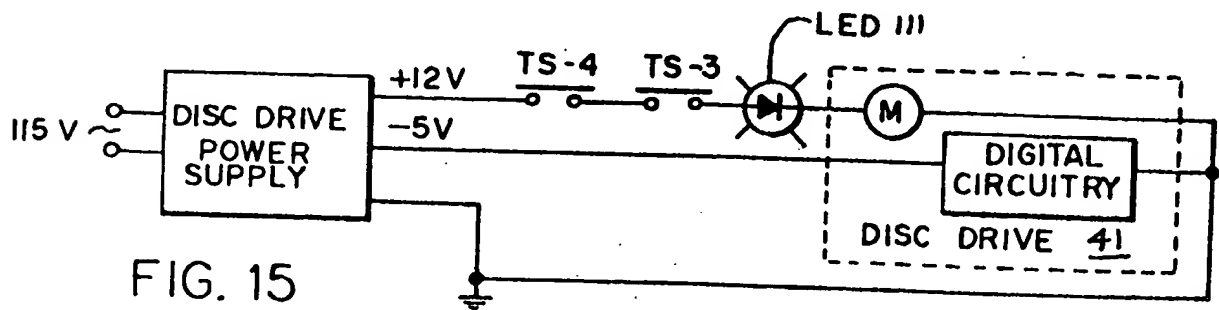 LED 111
TS-4 TS-3
+12V
115 V ~
DISC DRIVE
POWER
SUPPLY
-5V
M
DIGITAL
CIRCUITRY
DISC DRIVE 41
FIG. 15